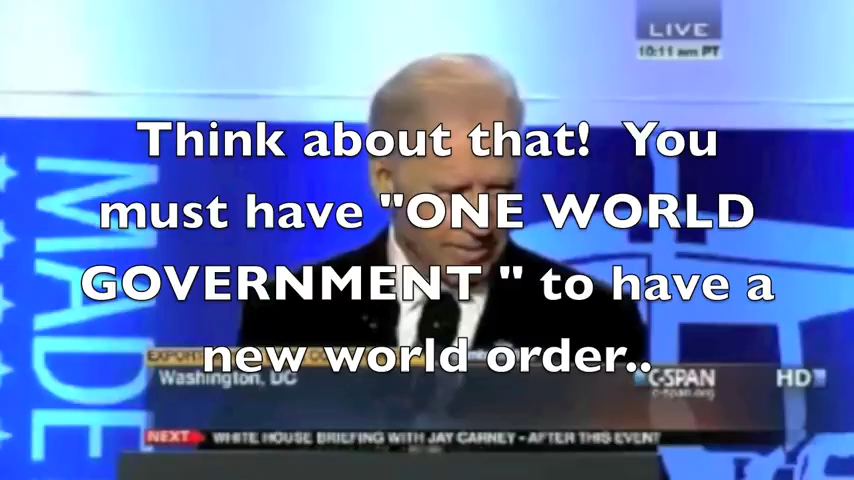 LIVE
10:11 am PT
Think about that! You
must have "ONE WORLD
GOVERNMENT " to have a
new world order..
MADE
Washington, DC
C-SPAN
c-span.org
HD
NEXT
WHITE HOUSE BRIEFING WITH JAY CARNEY - AFTER THIS EVENT